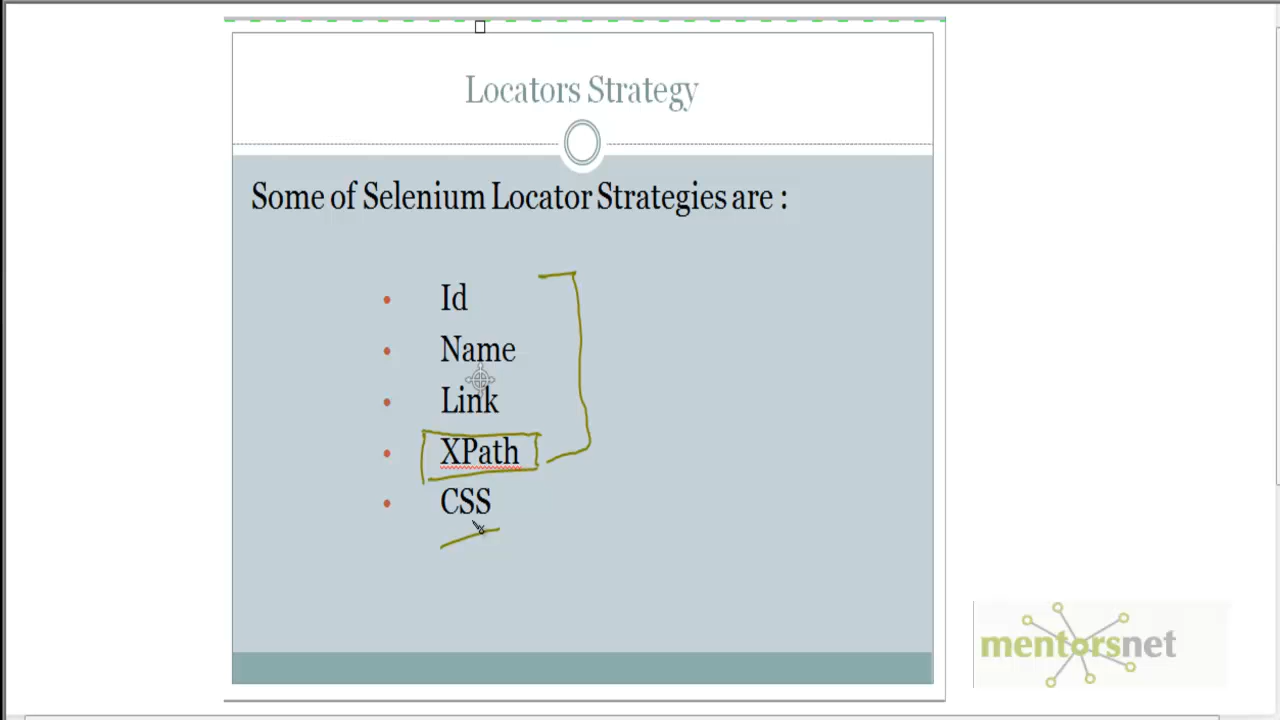 Locators Strategy
Some of Selenium Locator Strategies are :
• Id
• Name
• Link
• XPath
• CSS
mentorsnet